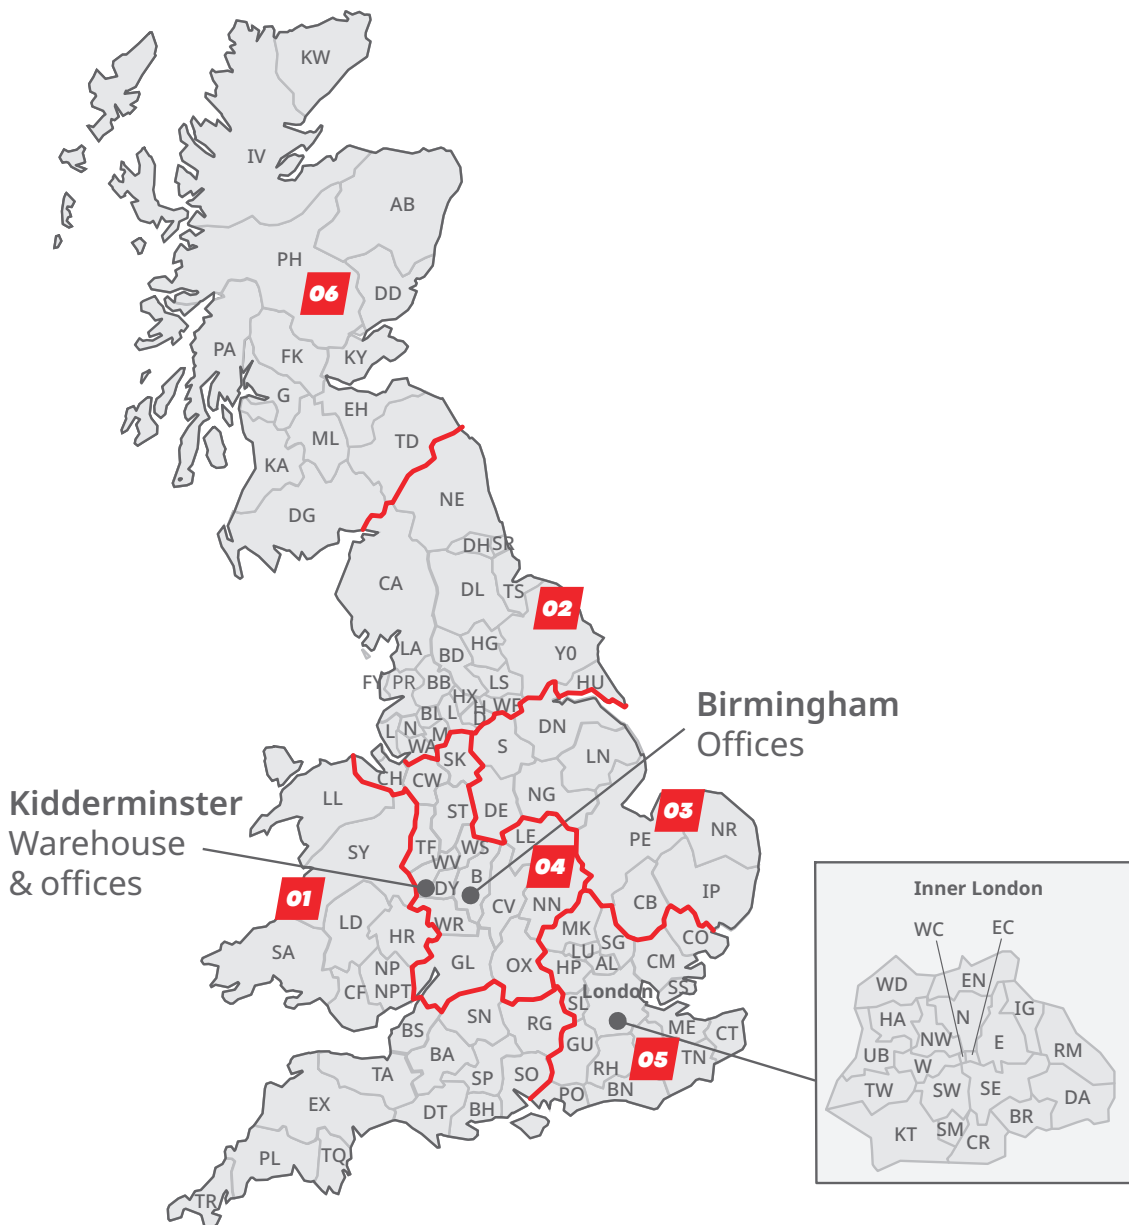 KW
IV
AB
PH
06
DD
PA
FK
KY
G
EH
ML
TD
KA
DG
NE
DH
SR
CA
DL
TS
02
LA
BD
HG
Y0
FY
PR
BB
LS
HU
HX
WF
H
D
BL
L
L
N
M
WA
DN
S
LN
SK
CH
CW
LL
ST
DE
NG
03
PE
NR
LE
SY
TF
WS
WV
B
04
DY
01
LD
CV
NN
CB
IP
WR
HR
MK
SG
CO
SA
NP
GL
OX
LU
HP
AL
CM
CF
NPT
SS
London
SL
BS
SN
RG
ME
CT
GU
TN
BA
05
RH
TA
SP
SO
BN
PO
EX
DT
BH
PL
TQ
TR
Birmingham
Offices
Kidderminster
Warehouse
& offices
Inner London
WC
EC
WD
EN
IG
HA
N
NW
E
RM
UB
W
TW
SW
SE
DA
BR
KT
SM
CR